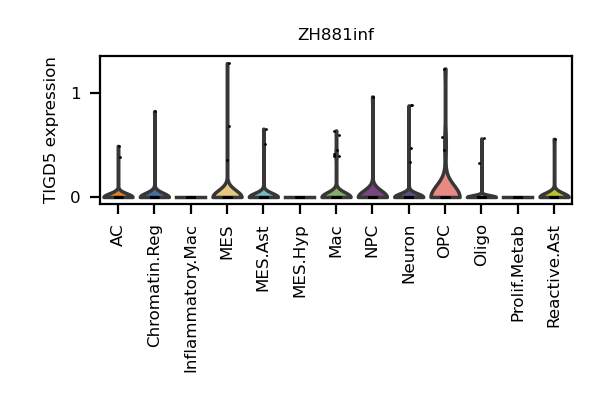 ZH881inf
TIGD5 expression
1
0
AC
Chromatin.Reg
Inflammatory.Mac
MES
MES.Ast
MES.Hyp
Mac
NPC
Neuron
OPC
Oligo
Prolif.Metab
Reactive.Ast